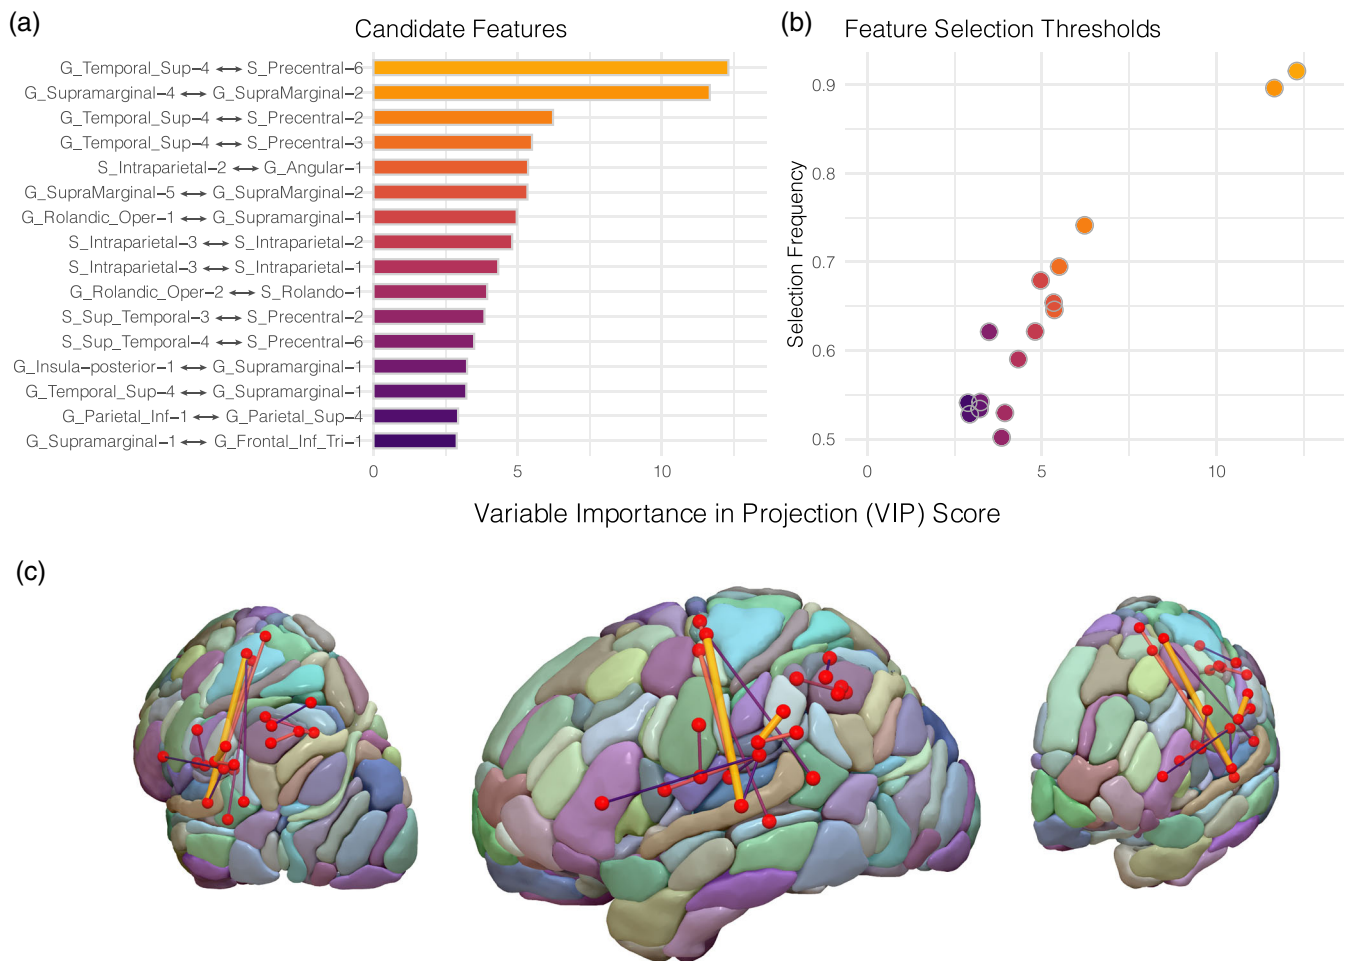 (a)
Candidate Features
G_Temporal_Sup-4 ↔ S_Precentral-6
G_Supramarginal-4 ↔ G_SupraMarginal-2
G_Temporal_Sup-4 ↔ S_Precentral-2
G_Temporal_Sup-4 ↔ S_Precentral-3
S_Intraparietal-2 ↔ G_Angular-1
G_SupraMarginal-5 ↔ G_SupraMarginal-2
G_Rolandic_Oper-1 ↔ G_Supramarginal-1
S_Intraparietal-3 ↔ S_Intraparietal-2
S_Intraparietal-3 ↔ S_Intraparietal-1
G_Rolandic_Oper-2 ↔ S_Rolando-1
S_Sup_Temporal-3 ↔ S_Precentral-2
S_Sup_Temporal-4 ↔ S_Precentral-6
G_Insula-posterior-1 ↔ G_Supramarginal-1
G_Temporal_Sup-4 ↔ G_Supramarginal-1
G_Parietal_Inf-1 ↔ G_Parietal_Sup-4
G_Supramarginal-1 ↔ G_Frontal_Inf_Tri-1
0 5 10
(b)
Feature Selection Thresholds
Selection Frequency
0.9
0.8
0.7
0.6
0.5
0 5 10
Variable Importance in Projection (VIP) Score
(c)